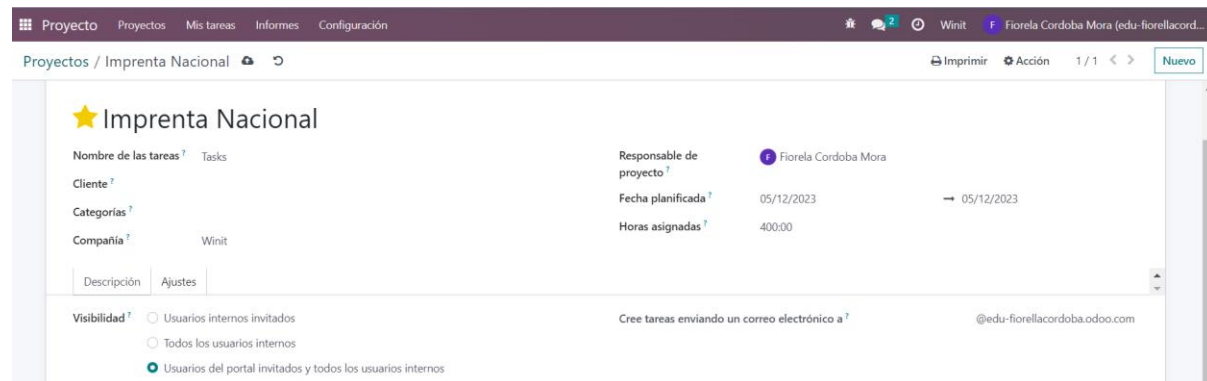 Proyecto Proyectos Mis tareas Informes Configuración 2 Winit F Fiorela Cordoba Mora (edu-fiorellacord...
Proyectos / Imprenta Nacional Imprimir Acción 1 / 1 < > Nuevo
Imprenta Nacional
Nombre de las tareas ? Tasks
Responsable de proyecto ? F Fiorela Cordoba Mora
Cliente ?
Fecha planificada ? 05/12/2023 → 05/12/2023
Categorías ?
Horas asignadas ? 400:00
Compañía ? Winit
Descripción Ajustes
Visibilidad ? Usuarios internos invitados
Cree tareas enviando un correo electrónico a ? @edu-fiorellacordoba.odoo.com
Todos los usuarios internos
Usuarios del portal invitados y todos los usuarios internos